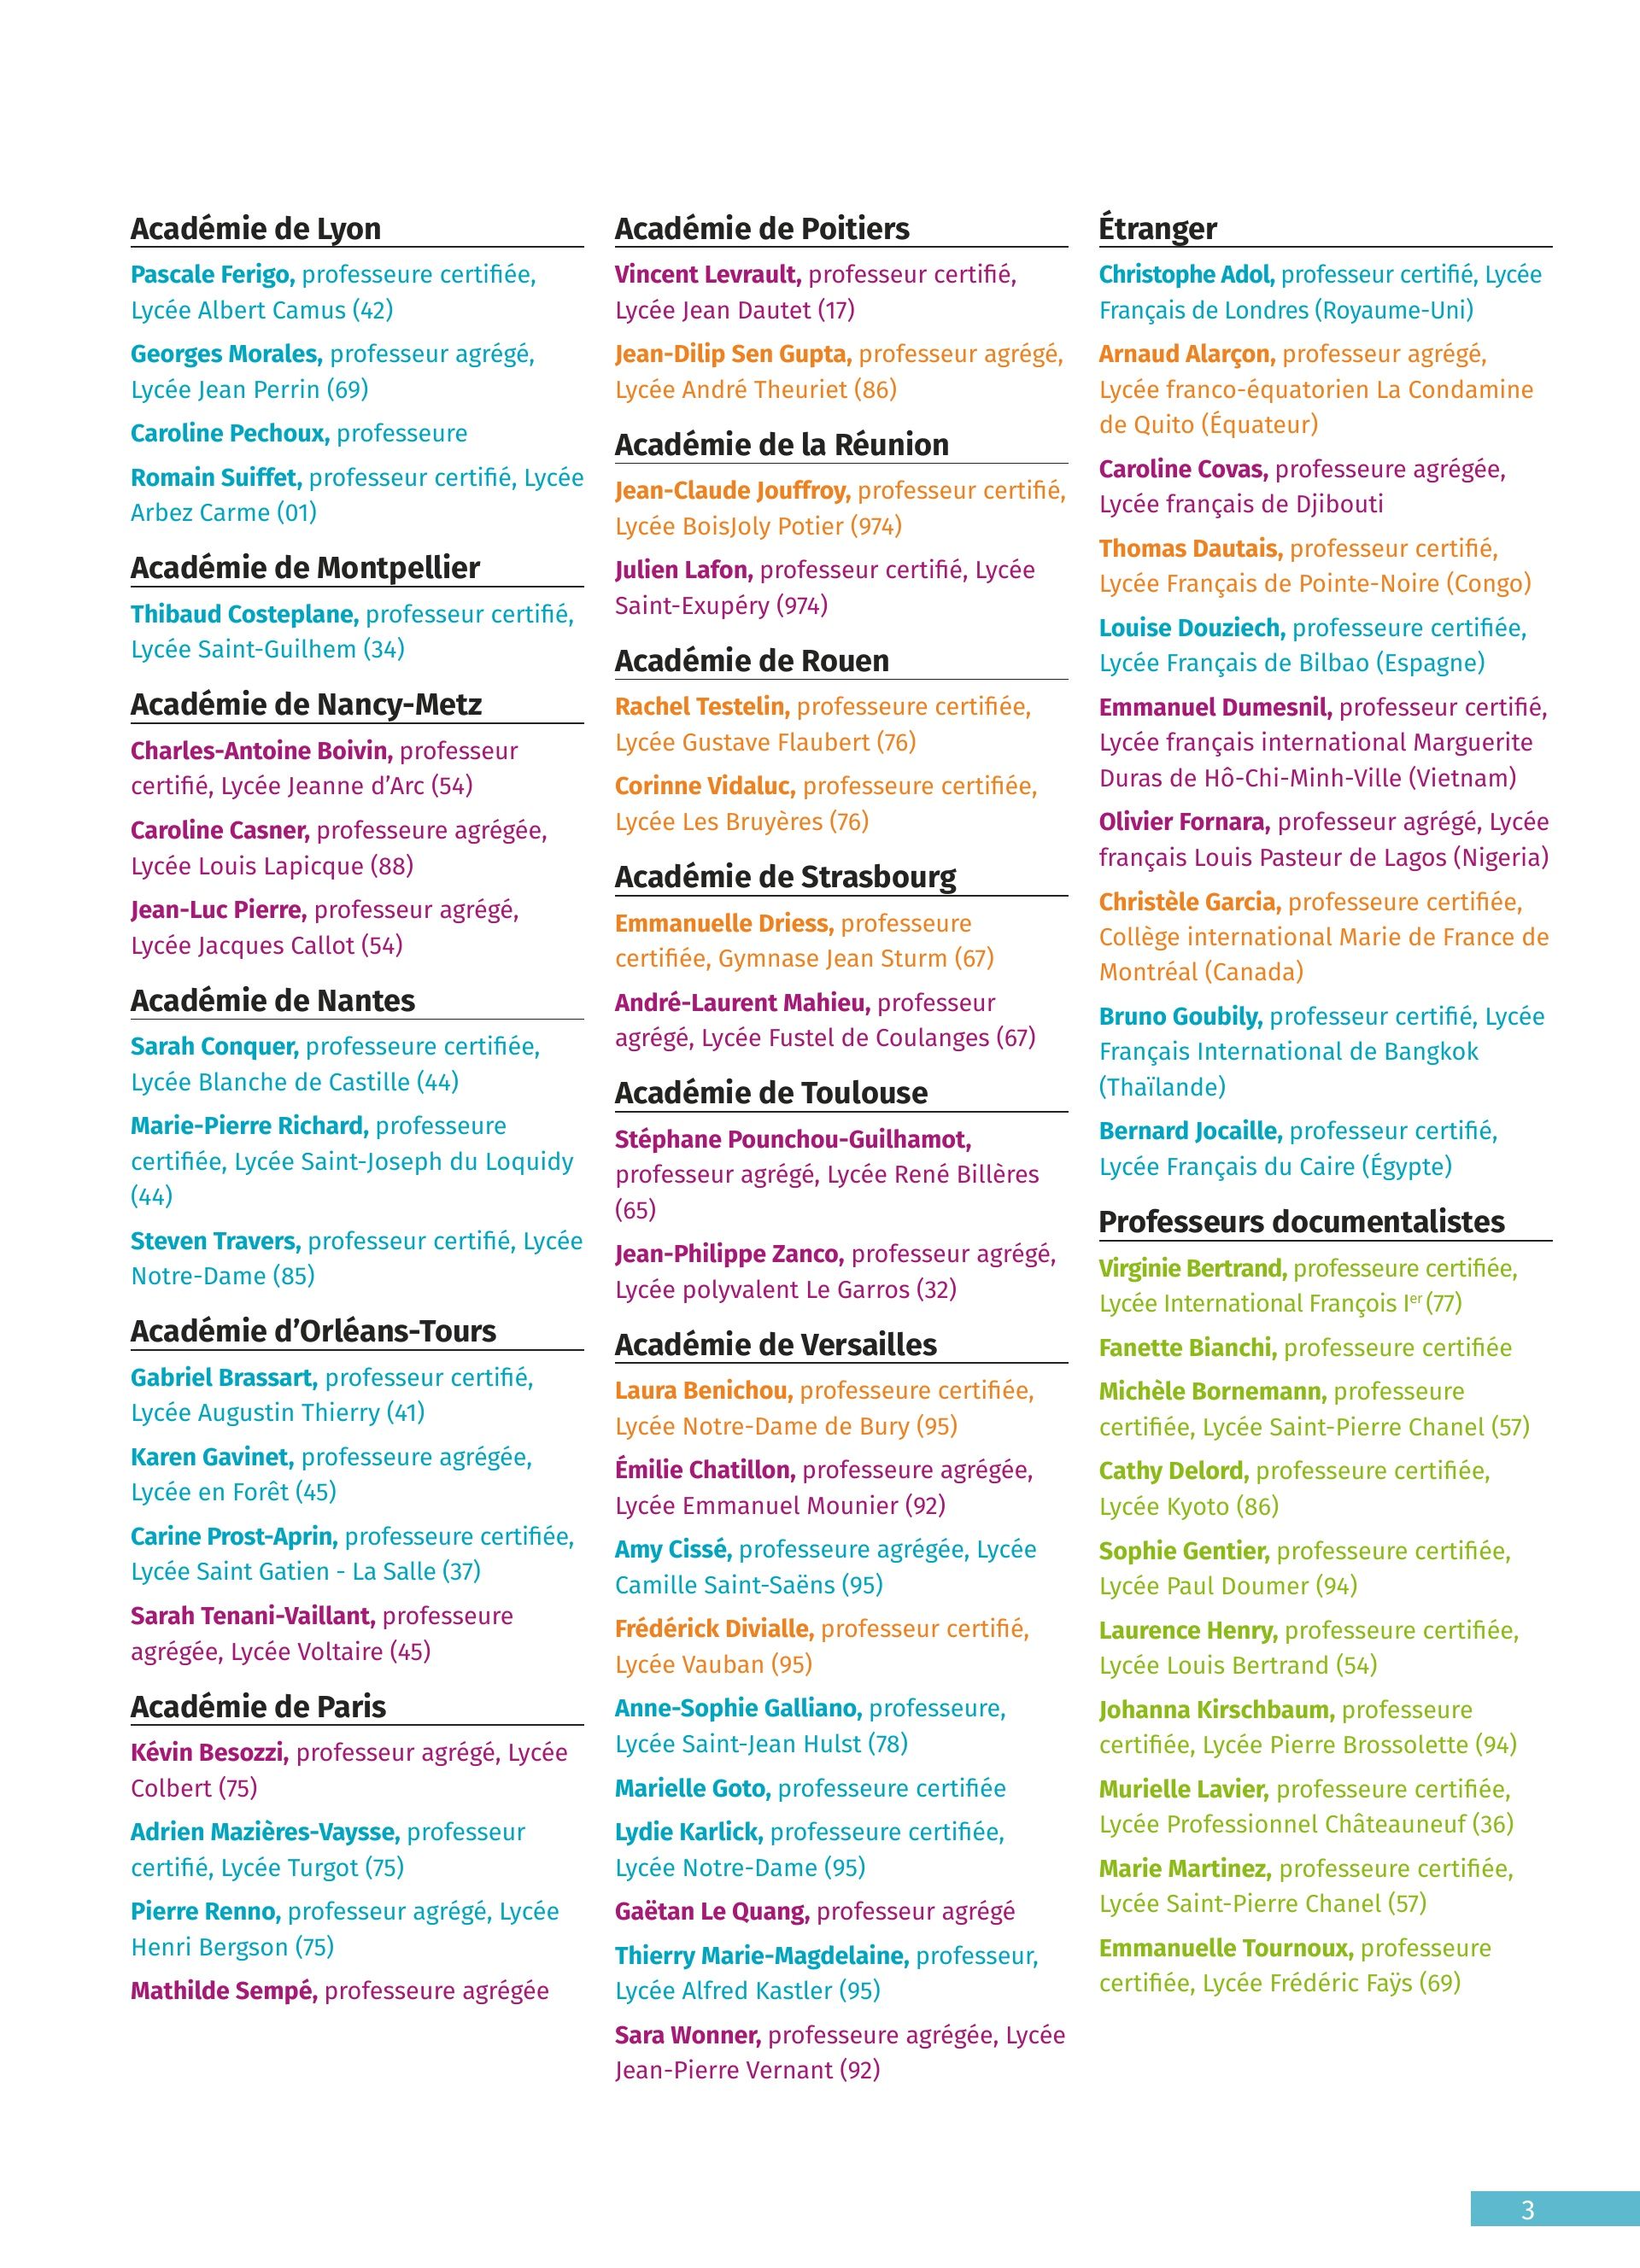 Académie de Lyon
Pascale Ferigo, professeure certifiée,
Lycée Albert Camus (42)
Georges Morales, professeur agrégé,
Lycée Jean Perrin (69)
Caroline Pechoux, professeure
Romain Suiffet, professeur certifié, Lycée
Arbez Carme (01)
Académie de Montpellier
Thibaud Costeplane, professeur certifié,
Lycée Saint-Guilhem (34)
Académie de Nancy-Metz
Charles-Antoine Boivin, professeur
certifié, Lycée Jeanne d’Arc (54)
Caroline Casner, professeure agrégée,
Lycée Louis Lapicque (88)
Jean-Luc Pierre, professeur agrégé,
Lycée Jacques Callot (54)
Académie de Nantes
Sarah Conquer, professeure certifiée,
Lycée Blanche de Castille (44)
Marie-Pierre Richard, professeure
certifiée, Lycée Saint-Joseph du Loquidy
(44)
Steven Travers, professeur certifié, Lycée
Notre-Dame (85)
Académie d’Orléans-Tours
Gabriel Brassart, professeur certifié,
Lycée Augustin Thierry (41)
Karen Gavinet, professeure agrégée,
Lycée en Forêt (45)
Carine Prost-Aprin, professeure certifiée,
Lycée Saint Gatien - La Salle (37)
Sarah Tenani-Vaillant, professeure
agrégée, Lycée Voltaire (45)
Académie de Paris
Kévin Besozzi, professeur agrégé, Lycée
Colbert (75)
Adrien Mazières-Vaysse, professeur
certifié, Lycée Turgot (75)
Pierre Renno, professeur agrégé, Lycée
Henri Bergson (75)
Mathilde Sempé, professeure agrégée
Académie de Poitiers
Vincent Levrault, professeur certifié,
Lycée Jean Dautet (17)
Jean-Dilip Sen Gupta, professeur agrégé,
Lycée André Theuriet (86)
Académie de la Réunion
Jean-Claude Jouffroy, professeur certifié,
Lycée BoisJoly Potier (974)
Julien Lafon, professeur certifié, Lycée
Saint-Exupéry (974)
Académie de Rouen
Rachel Testelin, professeure certifiée,
Lycée Gustave Flaubert (76)
Corinne Vidaluc, professeure certifiée,
Lycée Les Bruyères (76)
Académie de Strasbourg
Emmanuelle Driess, professeure
certifiée, Gymnase Jean Sturm (67)
André-Laurent Mahieu, professeur
agrégé, Lycée Fustel de Coulanges (67)
Académie de Toulouse
Stéphane Pounchou-Guilhamot,
professeur agrégé, Lycée René Billères
(65)
Jean-Philippe Zanco, professeur agrégé,
Lycée polyvalent Le Garros (32)
Académie de Versailles
Laura Benichou, professeure certifiée,
Lycée Notre-Dame de Bury (95)
Émilie Chatillon, professeure agrégée,
Lycée Emmanuel Mounier (92)
Amy Cissé, professeure agrégée, Lycée
Camille Saint-Saëns (95)
Frédérick Divialle, professeur certifié,
Lycée Vauban (95)
Anne-Sophie Galliano, professeure,
Lycée Saint-Jean Hulst (78)
Marielle Goto, professeure certifiée
Lydie Karlick, professeure certifiée,
Lycée Notre-Dame (95)
Gaëtan Le Quang, professeur agrégé
Thierry Marie-Magdelaine, professeur,
Lycée Alfred Kastler (95)
Sara Wonner, professeure agrégée, Lycée
Jean-Pierre Vernant (92)
Étranger
Christophe Adol, professeur certifié, Lycée
Français de Londres (Royaume-Uni)
Arnaud Alarçon, professeur agrégé,
Lycée franco-équatorien La Condamine
de Quito (Équateur)
Caroline Covas, professeure agrégée,
Lycée français de Djibouti
Thomas Dautais, professeur certifié,
Lycée Français de Pointe-Noire (Congo)
Louise Douziech, professeure certifiée,
Lycée Français de Bilbao (Espagne)
Emmanuel Dumesnil, professeur certifié,
Lycée français international Marguerite
Duras de Hô-Chi-Minh-Ville (Vietnam)
Olivier Fornara, professeur agrégé, Lycée
français Louis Pasteur de Lagos (Nigeria)
Christèle Garcia, professeure certifiée,
Collège international Marie de France de
Montréal (Canada)
Bruno Goubily, professeur certifié, Lycée
Français International de Bangkok
(Thaïlande)
Bernard Jocaille, professeur certifié,
Lycée Français du Caire (Égypte)
Professeurs documentalistes
Virginie Bertrand, professeure certifiée,
Lycée International François Ier (77)
Fanette Bianchi, professeure certifiée
Michèle Bornemann, professeure
certifiée, Lycée Saint-Pierre Chanel (57)
Cathy Delord, professeure certifiée,
Lycée Kyoto (86)
Sophie Gentier, professeure certifiée,
Lycée Paul Doumer (94)
Laurence Henry, professeure certifiée,
Lycée Louis Bertrand (54)
Johanna Kirschbaum, professeure
certifiée, Lycée Pierre Brossolette (94)
Murielle Lavier, professeure certifiée,
Lycée Professionnel Châteauneuf (36)
Marie Martinez, professeure certifiée,
Lycée Saint-Pierre Chanel (57)
Emmanuelle Tournoux, professeure
certifiée, Lycée Frédéric Faÿs (69)
3